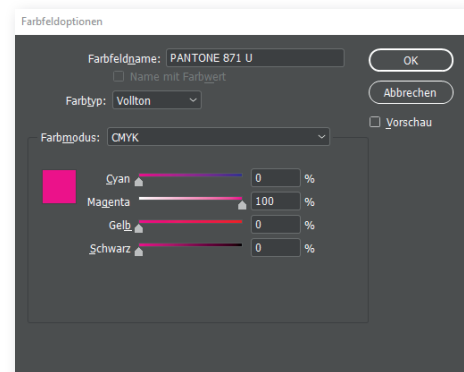 Farbfeldoptionen
Farbfeldname: PANTONE 871 U
Name mit Farbwert
Farbtyp: Vollton
OK
Abbrechen
Vorschau
Farbmodus: CMYK
Cyan 0 %
Magenta 100 %
Gelb 0 %
Schwarz 0 %